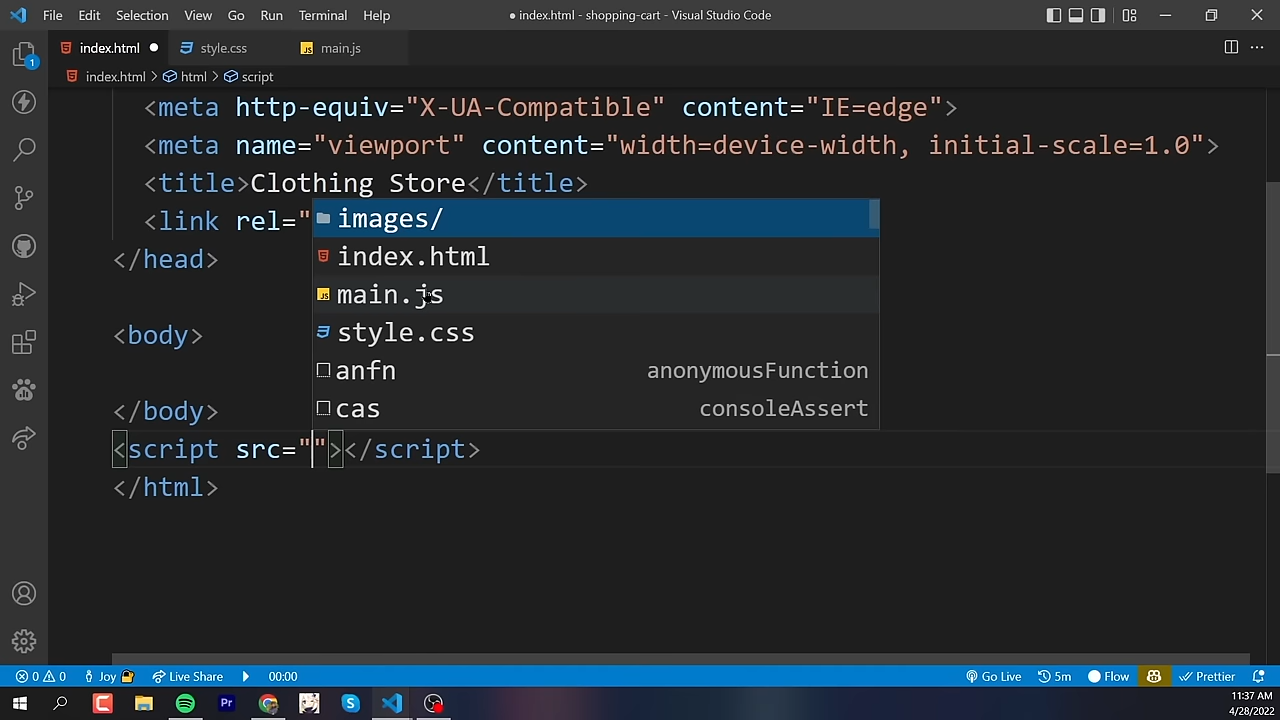 File Edit Selection View Go Run Terminal Help
● index.html - shopping-cart - Visual Studio Code
index.html ● style.css JS main.js
index.html > html > script
1
<meta http-equiv="X-UA-Compatible" content="IE=edge">
<meta name="viewport" content="width=device-width, initial-scale=1.0">
<title>Clothing Store</title>
<link rel="
images/
</head>
index.html
JS main.js
<body>
style.css
anfn anonymousFunction
</body>
cas consoleAssert
<script src=""></script>
</html>
0 0 Joy Live Share 00:00 Go Live 5m Flow Prettier
Pr
11:37 AM
4/28/2022